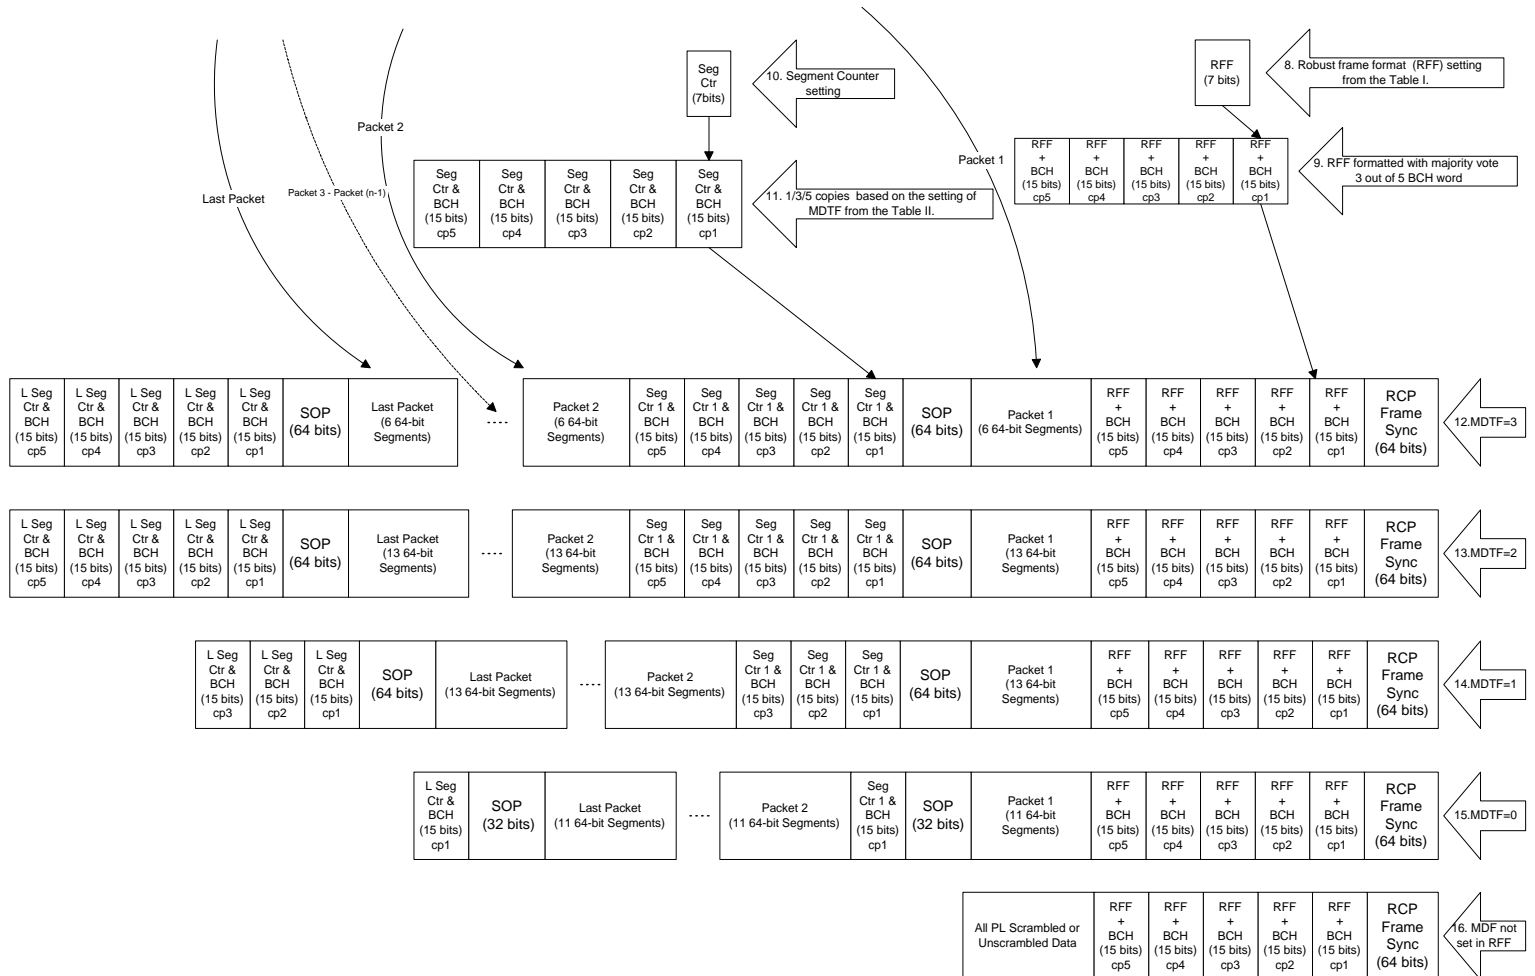 Seg
Ctr
(7bits)
10. Segment Counter
setting
RFF
(7 bits)
8. Robust frame format  (RFF) setting
from the Table I.
Packet 2
Packet 1
Last Packet
Packet 3 - Packet (n-1)
Seg
Ctr &
BCH
(15 bits)
cp5
Seg
Ctr &
BCH
(15 bits)
cp4
Seg
Ctr &
BCH
(15 bits)
cp3
Seg
Ctr &
BCH
(15 bits)
cp2
Seg
Ctr &
BCH
(15 bits)
cp1
11. 1/3/5 copies  based on the setting of
MDTF from the Table II.
RFF
+
BCH
(15 bits)
cp5
RFF
+
BCH
(15 bits)
cp4
RFF
+
BCH
(15 bits)
cp3
RFF
+
BCH
(15 bits)
cp2
RFF
+
BCH
(15 bits)
cp1
9. RFF formatted with majority vote
3 out of 5 BCH word
L Seg
Ctr &
BCH
(15 bits)
cp5
L Seg
Ctr &
BCH
(15 bits)
cp4
L Seg
Ctr &
BCH
(15 bits)
cp3
L Seg
Ctr &
BCH
(15 bits)
cp2
L Seg
Ctr &
BCH
(15 bits)
cp1
SOP
(64 bits)
Last Packet
(6 64-bit
Segments)
----
Packet 2
(6 64-bit
Segments)
Seg
Ctr 1 &
BCH
(15 bits)
cp5
Seg
Ctr 1 &
BCH
(15 bits)
cp4
Seg
Ctr 1 &
BCH
(15 bits)
cp3
Seg
Ctr 1 &
BCH
(15 bits)
cp2
Seg
Ctr 1 &
BCH
(15 bits)
cp1
SOP
(64 bits)
Packet 1
(6 64-bit Segments)
RFF
+
BCH
(15 bits)
cp5
RFF
+
BCH
(15 bits)
cp4
RFF
+
BCH
(15 bits)
cp3
RFF
+
BCH
(15 bits)
cp2
RFF
+
BCH
(15 bits)
cp1
RCP
Frame
Sync
(64 bits)
12.MDTF=3
L Seg
Ctr &
BCH
(15 bits)
cp5
L Seg
Ctr &
BCH
(15 bits)
cp4
L Seg
Ctr &
BCH
(15 bits)
cp3
L Seg
Ctr &
BCH
(15 bits)
cp2
L Seg
Ctr &
BCH
(15 bits)
cp1
SOP
(64 bits)
Last Packet
(13 64-bit
Segments)
----
Packet 2
(13 64-bit
Segments)
Seg
Ctr 1 &
BCH
(15 bits)
cp5
Seg
Ctr 1 &
BCH
(15 bits)
cp4
Seg
Ctr 1 &
BCH
(15 bits)
cp3
Seg
Ctr 1 &
BCH
(15 bits)
cp2
Seg
Ctr 1 &
BCH
(15 bits)
cp1
SOP
(64 bits)
Packet 1
(13 64-bit
Segments)
RFF
+
BCH
(15 bits)
cp5
RFF
+
BCH
(15 bits)
cp4
RFF
+
BCH
(15 bits)
cp3
RFF
+
BCH
(15 bits)
cp2
RFF
+
BCH
(15 bits)
cp1
RCP
Frame
Sync
(64 bits)
13.MDTF=2
L Seg
Ctr &
BCH
(15 bits)
cp3
L Seg
Ctr &
BCH
(15 bits)
cp2
L Seg
Ctr &
BCH
(15 bits)
cp1
SOP
(64 bits)
Last Packet
(13 64-bit Segments)
----
Packet 2
(13 64-bit Segments)
Seg
Ctr 1 &
BCH
(15 bits)
cp3
Seg
Ctr 1 &
BCH
(15 bits)
cp2
Seg
Ctr 1 &
BCH
(15 bits)
cp1
SOP
(64 bits)
Packet 1
(13 64-bit
Segments)
RFF
+
BCH
(15 bits)
cp5
RFF
+
BCH
(15 bits)
cp4
RFF
+
BCH
(15 bits)
cp3
RFF
+
BCH
(15 bits)
cp2
RFF
+
BCH
(15 bits)
cp1
RCP
Frame
Sync
(64 bits)
14.MDTF=1
L Seg
Ctr &
BCH
(15 bits)
cp1
SOP
(32 bits)
Last Packet
(11 64-bit Segments)
----
Packet 2
(11 64-bit Segments)
Seg
Ctr 1 &
BCH
(15 bits)
cp1
SOP
(32 bits)
Packet 1
(11 64-bit
Segments)
RFF
+
BCH
(15 bits)
cp5
RFF
+
BCH
(15 bits)
cp4
RFF
+
BCH
(15 bits)
cp3
RFF
+
BCH
(15 bits)
cp2
RFF
+
BCH
(15 bits)
cp1
RCP
Frame
Sync
(64 bits)
15.MDTF=0
All PL Scrambled or
Unscrambled Data
RFF
+
BCH
(15 bits)
cp5
RFF
+
BCH
(15 bits)
cp4
RFF
+
BCH
(15 bits)
cp3
RFF
+
BCH
(15 bits)
cp2
RFF
+
BCH
(15 bits)
cp1
RCP
Frame
Sync
(64 bits)
16. MDF not
set in RFF